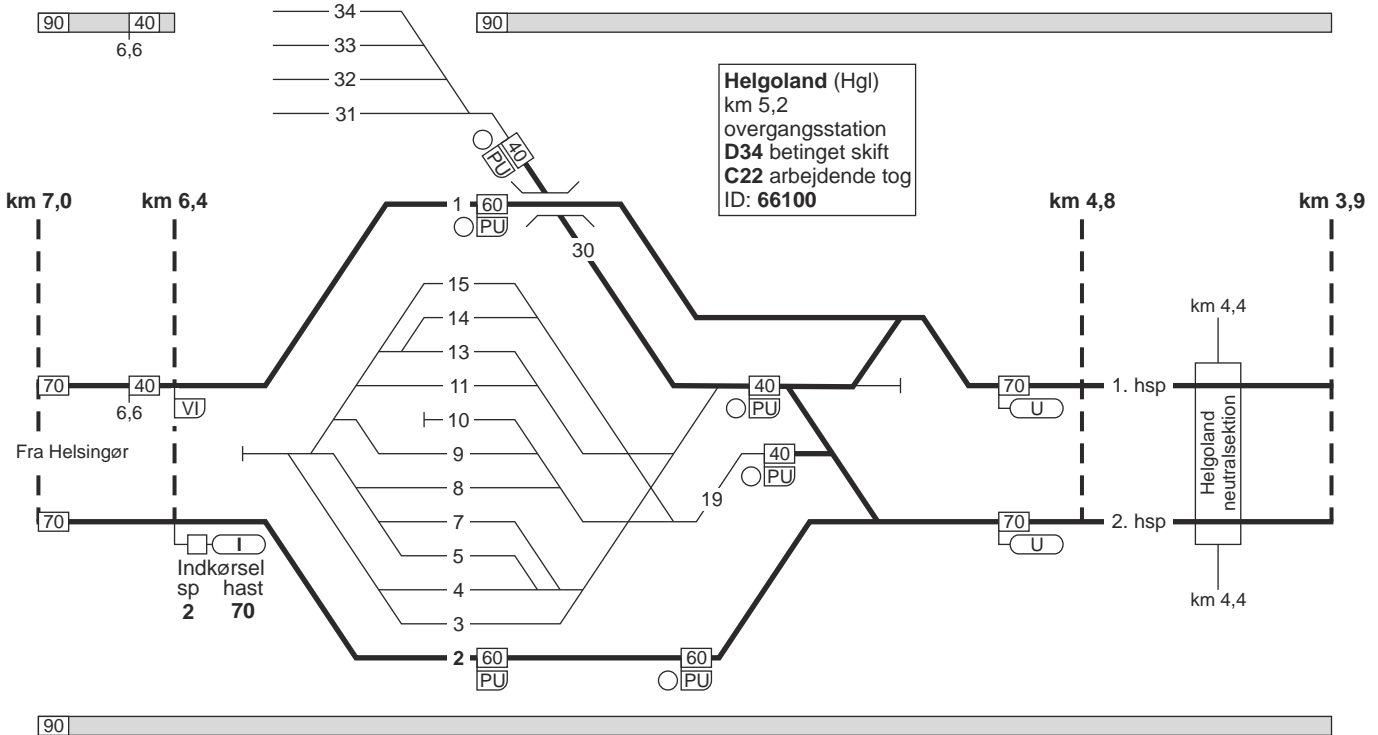 90
40
6,6
34
33
32
31
90
Helgoland (Hgl)
km 5,2
overgangsstation
D34 betinget skift
C22 arbejdende tog
ID: 66100
40
PU
km 7,0
km 6,4
km 4,8
km 3,9
1
60
PU
30
15
14
13
11
10
9
8
7
5
4
3
2
60
PU
60
PU
70
40
6,6
VI
Fra Helsingør
70
I
Indkørsel
sp hast
2 70
40
PU
40
PU
19
70
U
1. hsp
70
U
2. hsp
km 4,4
Helgoland
neutralsektion
km 4,4
90